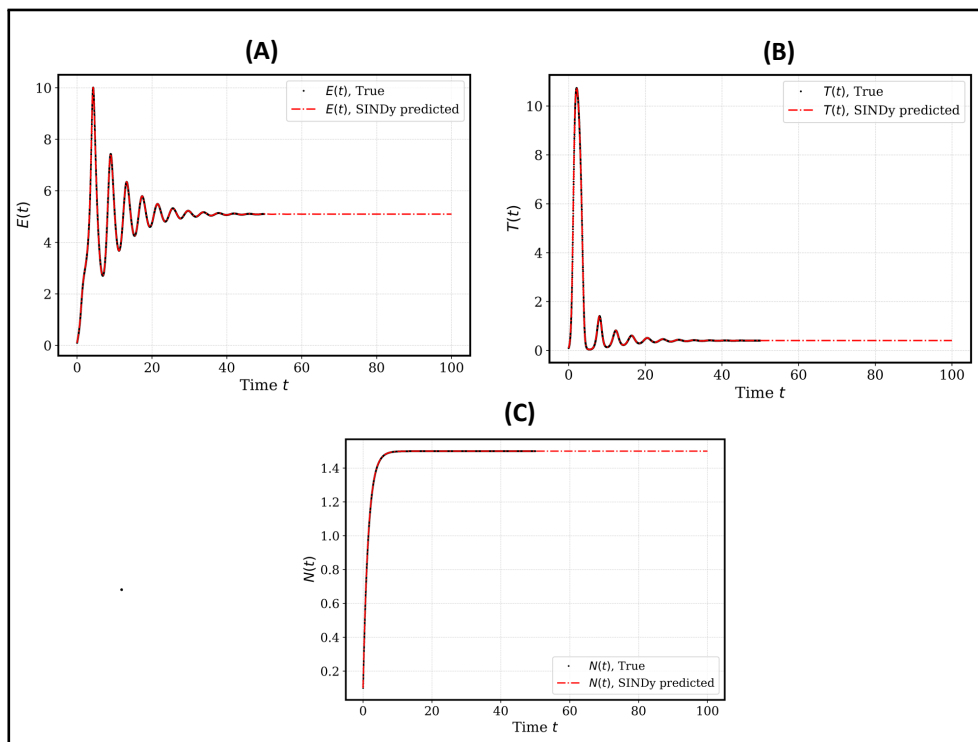 (A)
E(t), True
E(t), SINDy predicted
10
8
6
4
2
0
E(t)
0 20 40 60 80 100
Time t
(B)
T(t), True
T(t), SINDy predicted
10
8
6
4
2
0
T(t)
0 20 40 60 80 100
Time t
(C)
1.4
1.2
1.0
0.8
0.6
0.4
0.2
N(t)
N(t), True
N(t), SINDy predicted
0 20 40 60 80 100
Time t